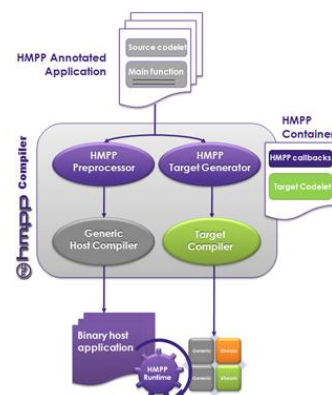 HMPP Annotated
Application
Source codelet
Main function
HMPP
Container
HMPP callbacks
Target Codelet
hmpp Compiler
HMPP
Preprocessor
HMPP
Target Generator
Generic
Host Compiler
Target
Compiler
Binary host
application
HMPP
Runtime
Generic
Generic